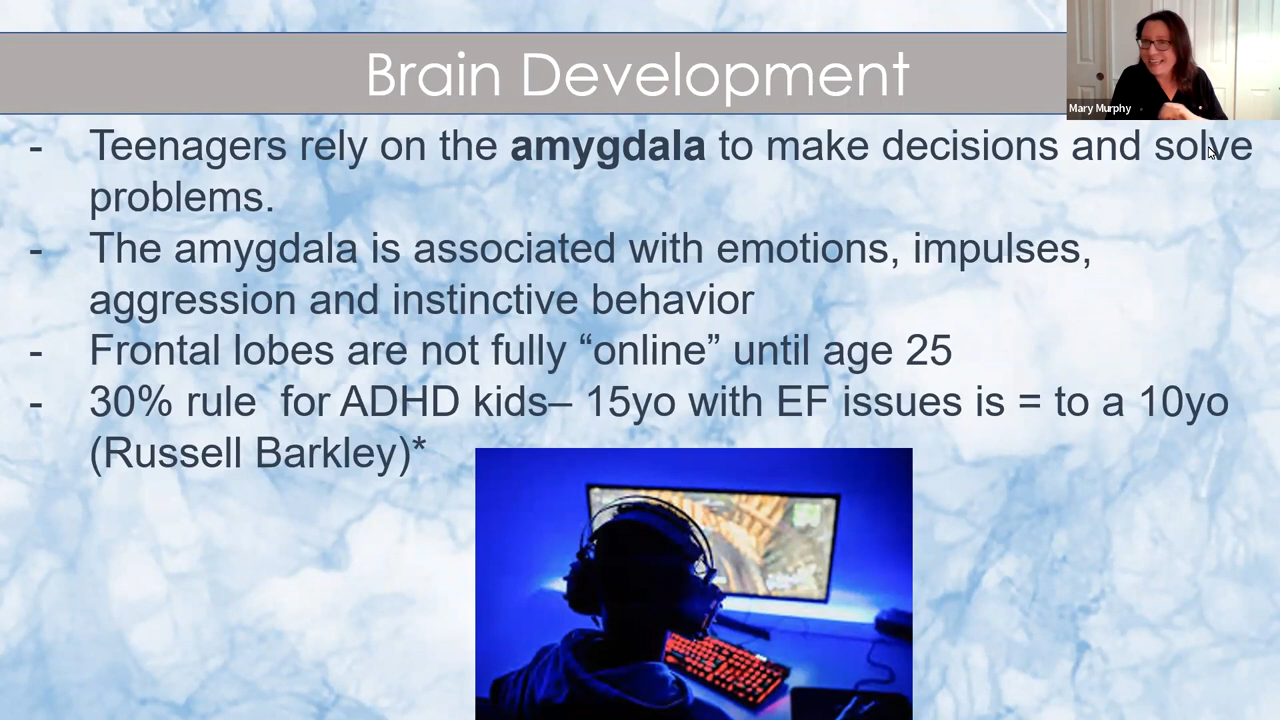 Brain Development
Mary Murphy
- Teenagers rely on the amygdala to make decisions and solve
problems.
- The amygdala is associated with emotions, impulses,
aggression and instinctive behavior
- Frontal lobes are not fully “online” until age 25
- 30% rule  for ADHD kids– 15yo with EF issues is = to a 10yo
(Russell Barkley)*